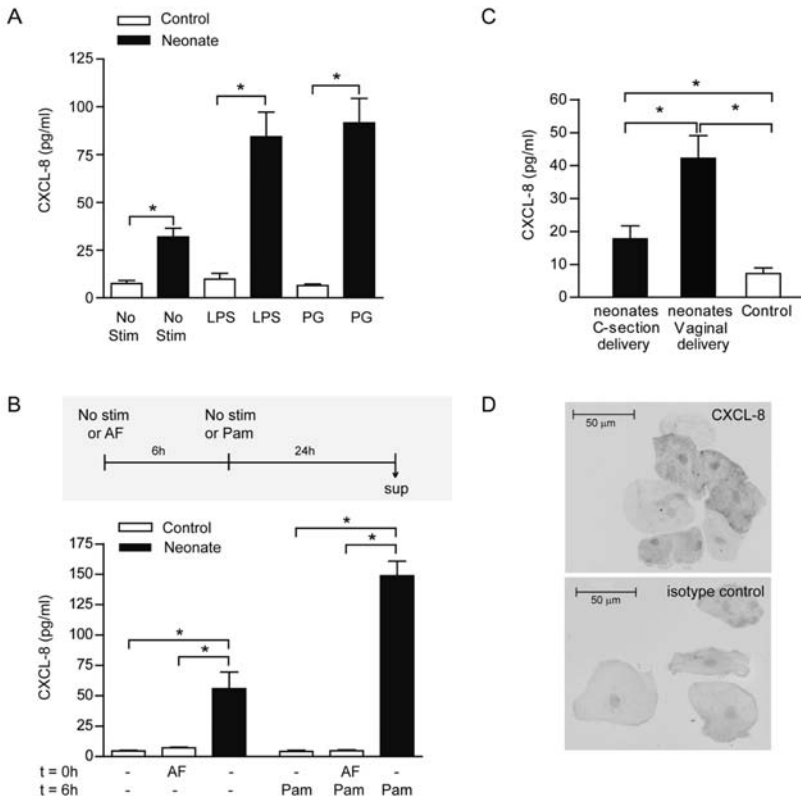 A
Control
Neonate
CXCL-8 (pg/ml)
125
100
75
50
25
0
* * *
No Stim No Stim LPS LPS PG PG
B
No stim or AF
No stim or Pam
6h 24h
sup
Control
Neonate
CXCL-8 (pg/ml)
175
150
125
100
75
50
25
0
* * * *
t = 0h - AF - - AF -
t = 6h - - - Pam Pam Pam
C
CXCL-8 (pg/ml)
60
50
40
30
20
10
0
* * *
neonates neonates Control
C-section Vaginal
delivery delivery
D
50 µm
CXCL-8
50 µm
isotype control